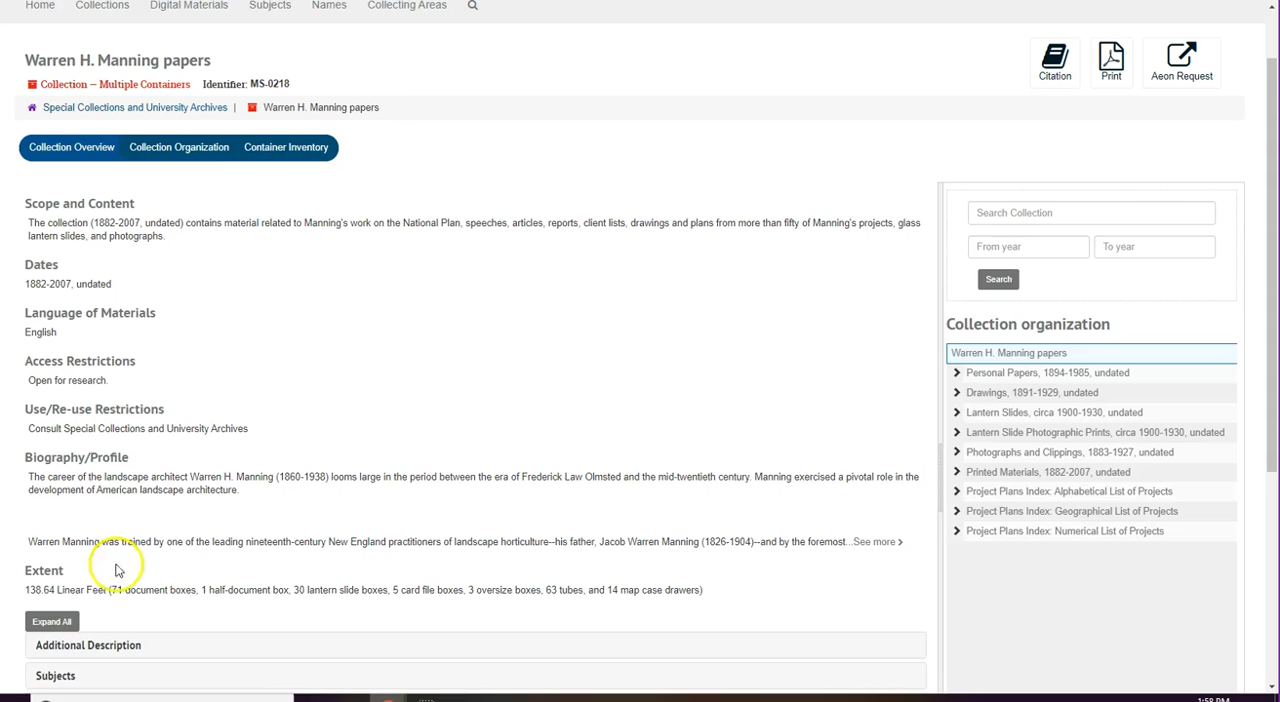 Home Collections Digital Materials Subjects Names Collecting Areas
Warren H. Manning papers
Citation Print Aeon Request
Collection — Multiple Containers Identifier: MS-0218
Special Collections and University Archives | Warren H. Manning papers
Collection Overview Collection Organization Container Inventory
Scope and Content
The collection (1882-2007, undated) contains material related to Manning's work on the National Plan, speeches, articles, reports, client lists, drawings and plans from more than fifty of Manning's projects, glass
lantern slides, and photographs.
Dates
1882-2007, undated
Language of Materials
English
Access Restrictions
Open for research.
Use/Re-use Restrictions
Consult Special Collections and University Archives
Biography/Profile
The career of the landscape architect Warren H. Manning (1860-1938) looms large in the period between the era of Frederick Law Olmsted and the mid-twentieth century. Manning exercised a pivotal role in the
development of American landscape architecture.
Warren Manning was trained by one of the leading nineteenth-century New England practitioners of landscape horticulture--his father, Jacob Warren Manning (1826-1904)--and by the foremost...See more
Extent
138.64 Linear Feet (71 document boxes, 1 half-document box, 30 lantern slide boxes, 5 card file boxes, 3 oversize boxes, 63 tubes, and 14 map case drawers)
Expand All
Additional Description
Subjects
Search Collection
From year To year
Search
Collection organization
Warren H. Manning papers
Personal Papers, 1894-1985, undated
Drawings, 1891-1929, undated
Lantern Slides, circa 1900-1930, undated
Lantern Slide Photographic Prints, circa 1900-1930, undated
Photographs and Clippings, 1883-1927, undated
Printed Materials, 1882-2007, undated
Project Plans Index: Alphabetical List of Projects
Project Plans Index: Geographical List of Projects
Project Plans Index: Numerical List of Projects
1:58 PM